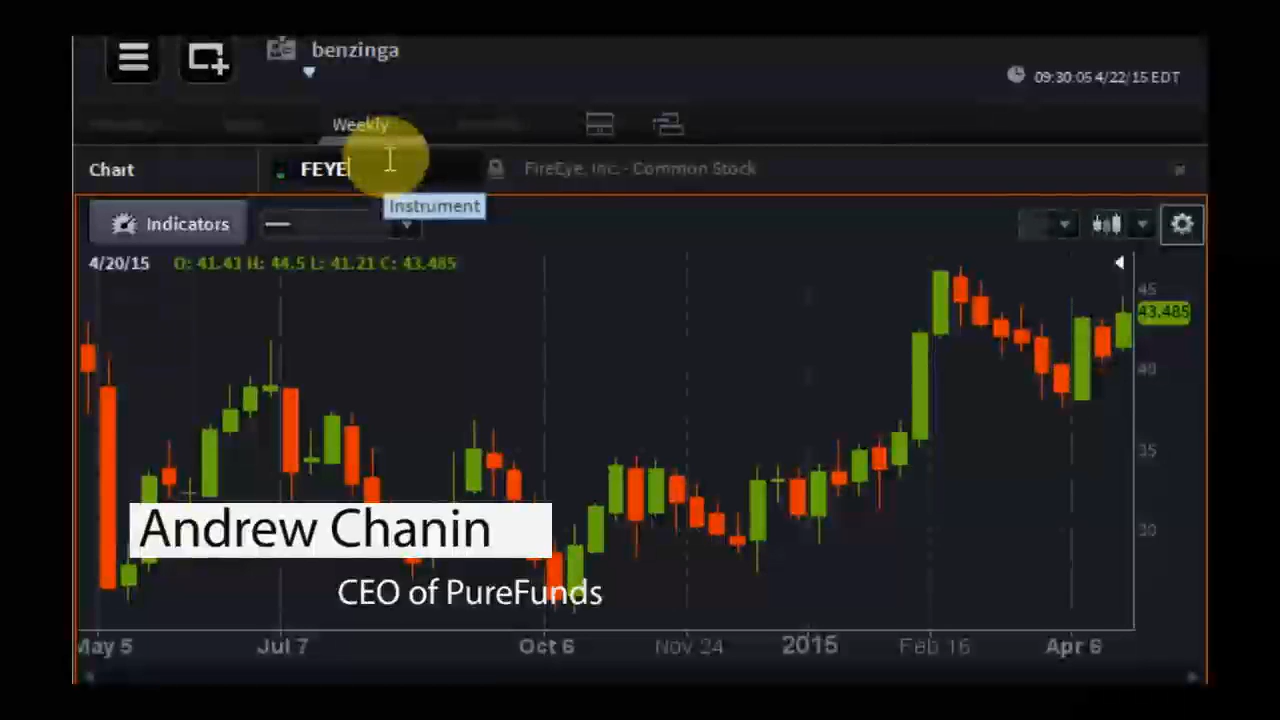 benzinga
09:30:05 4/22/15 EDT
Weekly
Chart
FEYE
FireEye, Inc. - Common Stock
Instrument
Indicators
4/20/15 O: 41.41 H: 44.5 L: 41.21 C: 43.485
45
43.485
40
35
30
Andrew Chanin
CEO of PureFunds
May 5 Jul 7 Oct 6 Nov 24 2015 Feb 16 Apr 6